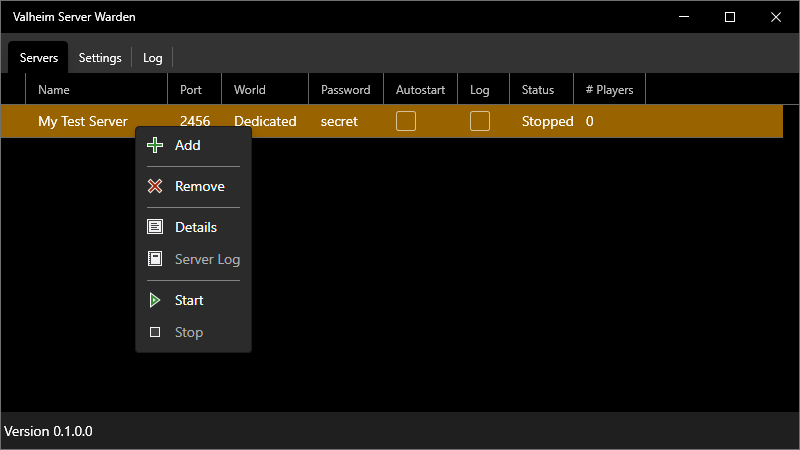 Valheim Server Warden
Servers Settings Log
Name Port World Password Autostart Log Status # Players
My Test Server 2456 Dedicated secret Stopped 0
Add
Remove
Details
Server Log
Start
Stop
Version 0.1.0.0